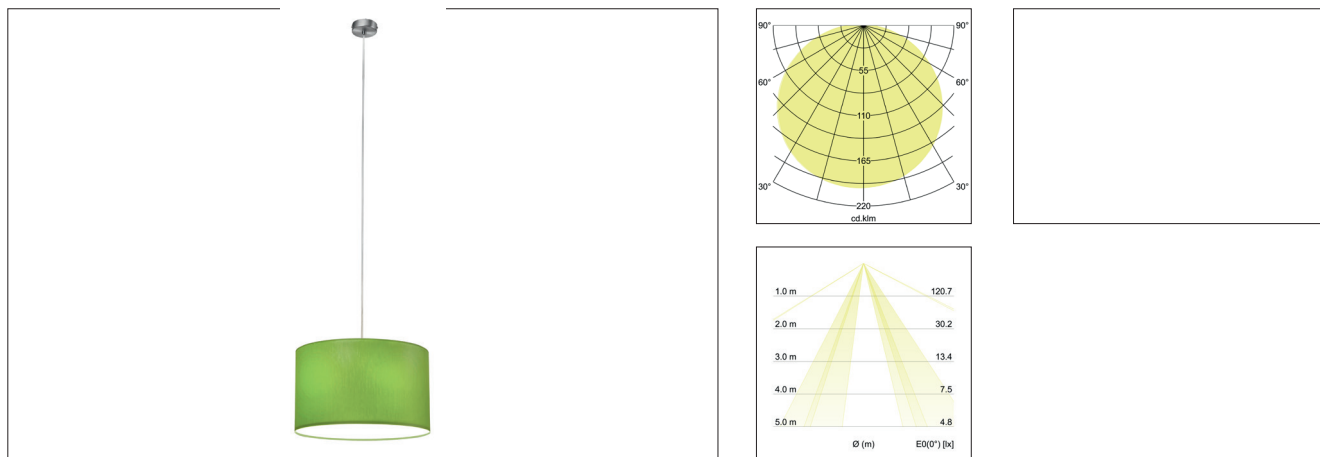 90° 90°
55
60° 60°
110
165
30° 30°
220
cd.klm
1.0 m 120.7
2.0 m 30.2
3.0 m 13.4
4.0 m 7.5
5.0 m 4.8
Ø (m) E0(0°) [lx]